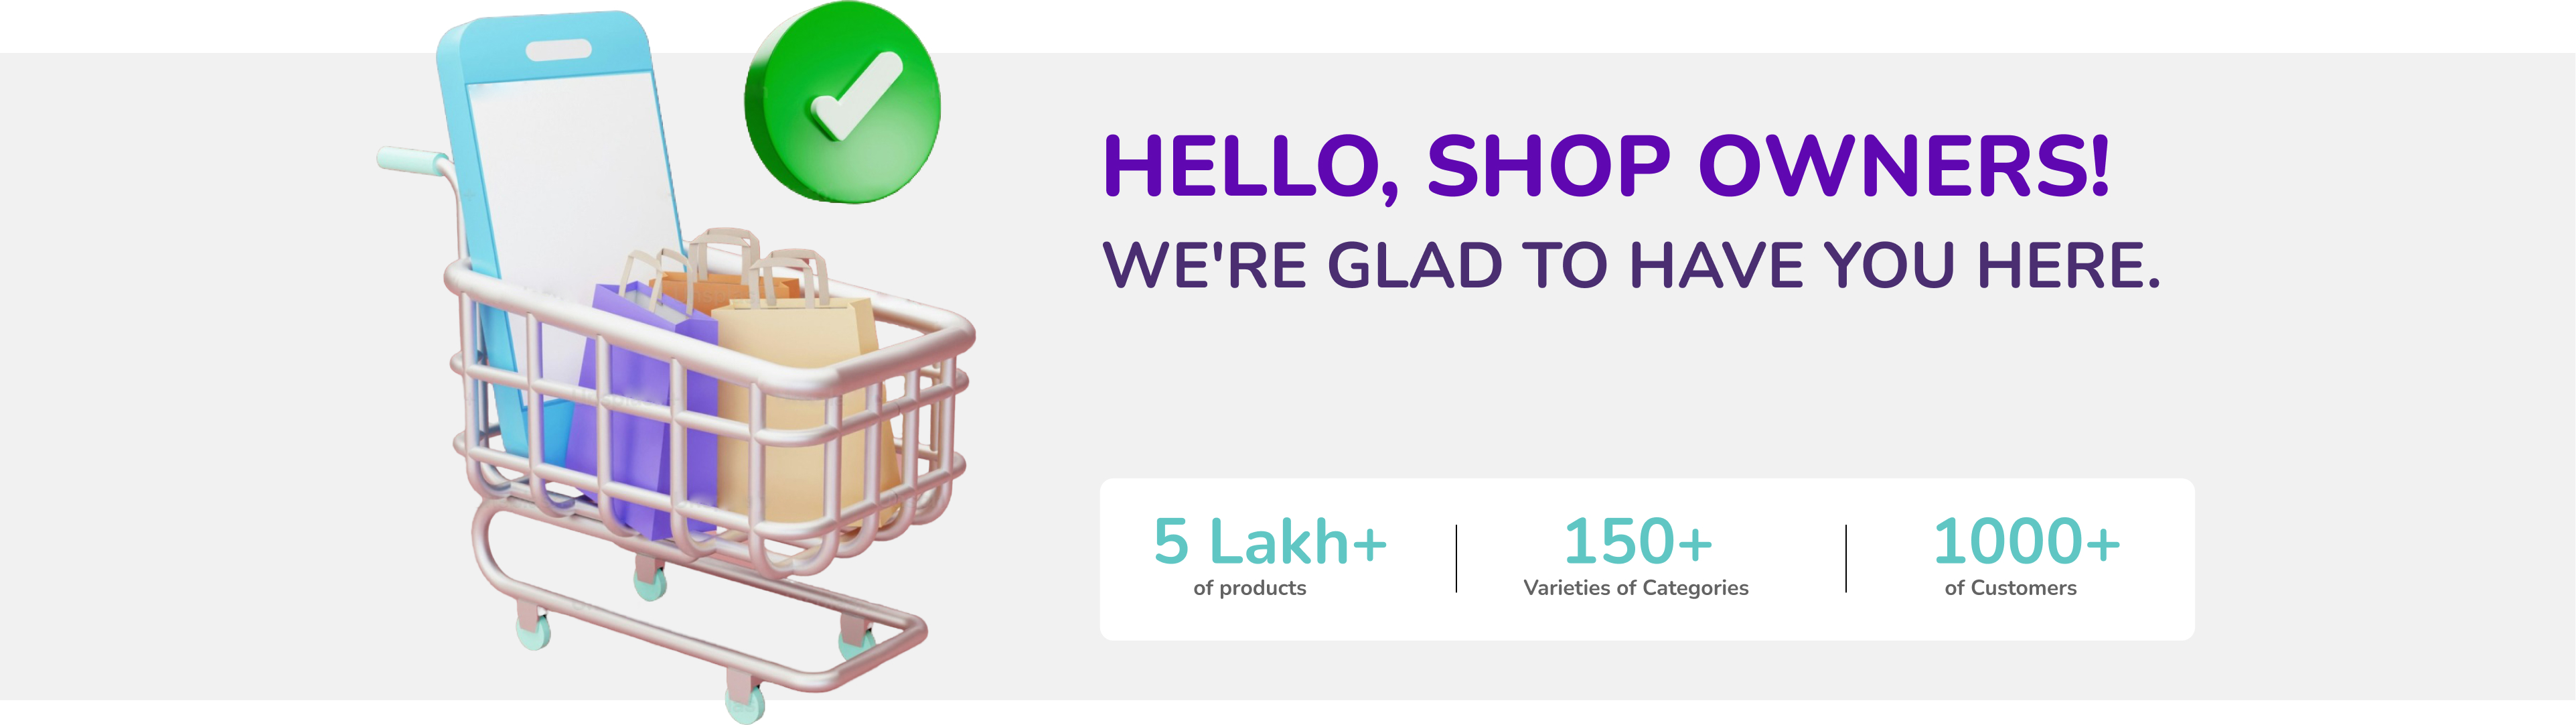 HELLO, SHOP OWNERS!
WE'RE GLAD TO HAVE YOU HERE.
5 Lakh+
of products
150+
Varieties of Categories
1000+
of Customers